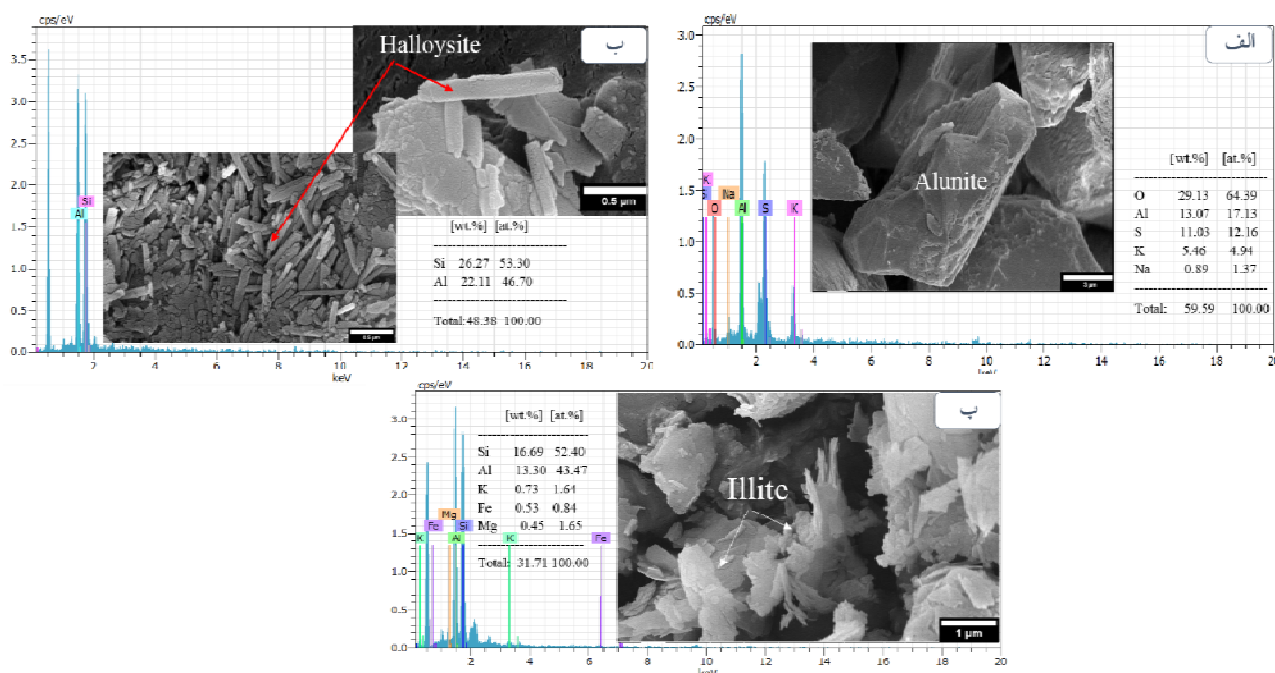 cps/eV
ب
Halloysite
3.5
3.0
2.0
1.5
1.0
0.5
0.0
Si
Al
0.5 µm
[wt.%] [at.%]
Si 26.27 53.30
Al 22.11 46.70
Total: 48.38 100.00
2 4 6 8 10 12 14 16 18 20
keV
cps/eV
الف
3.0
2.5
2.0
1.5
1.0
0.5
0.0
K
S
Na
O
Al
S
K
Alunite
[wt.%] [at.%]
O 29.13 64.39
Al 13.07 17.13
S 11.03 12.16
K 5.46 4.94
Na 0.89 1.37
Total: 59.59 100.00
2 4 6 8 10 12 14 16 18
keV
cps/eV
پ
3.0
2.5
2.0
1.5
1.0
0.5
0.0
K
Fe
Mg
Al
Si
K
Fe
[wt.%] [at.%]
Si 16.69 52.40
Al 13.30 43.47
K 0.73 1.64
Fe 0.53 0.84
Mg 0.45 1.65
Total: 31.71 100.00
Illite
1 µm
2 4 6 8 10 12 14 16 18 20
keV